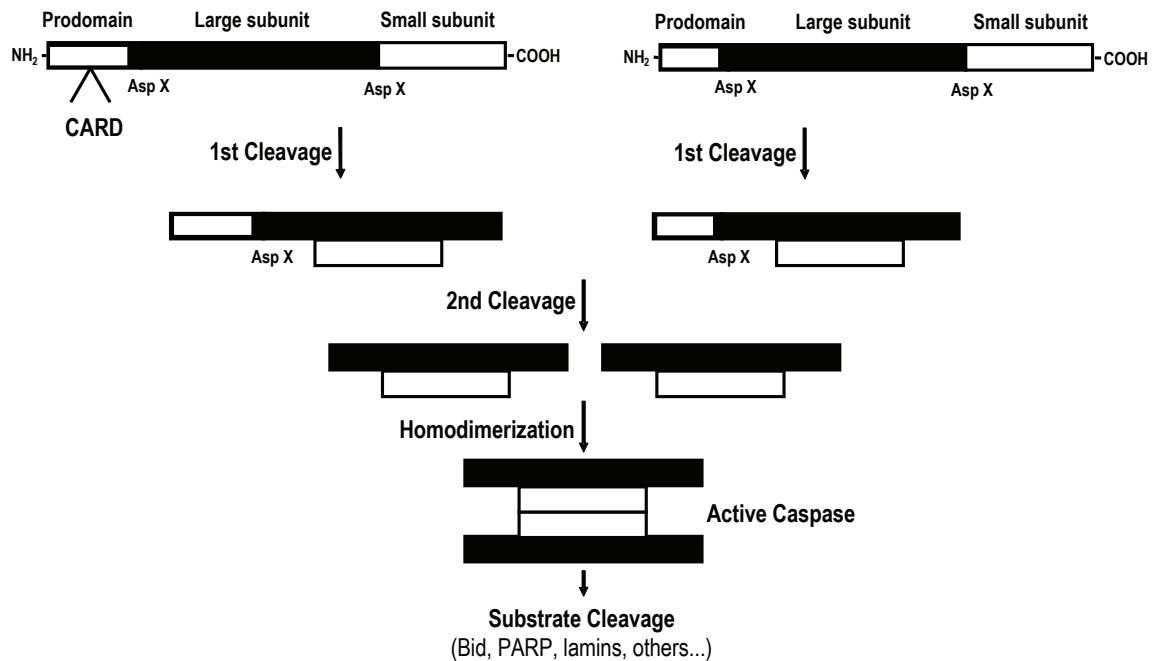 Prodomain Large subunit Small subunit
NH2 COOH
Asp X Asp X
CARD
1st Cleavage
Prodomain Large subunit Small subunit
NH2 COOH
Asp X Asp X
1st Cleavage
Asp X
Asp X
2nd Cleavage
Homodimerization
Active Caspase
Substrate Cleavage
(Bid, PARP, lamins, others...)